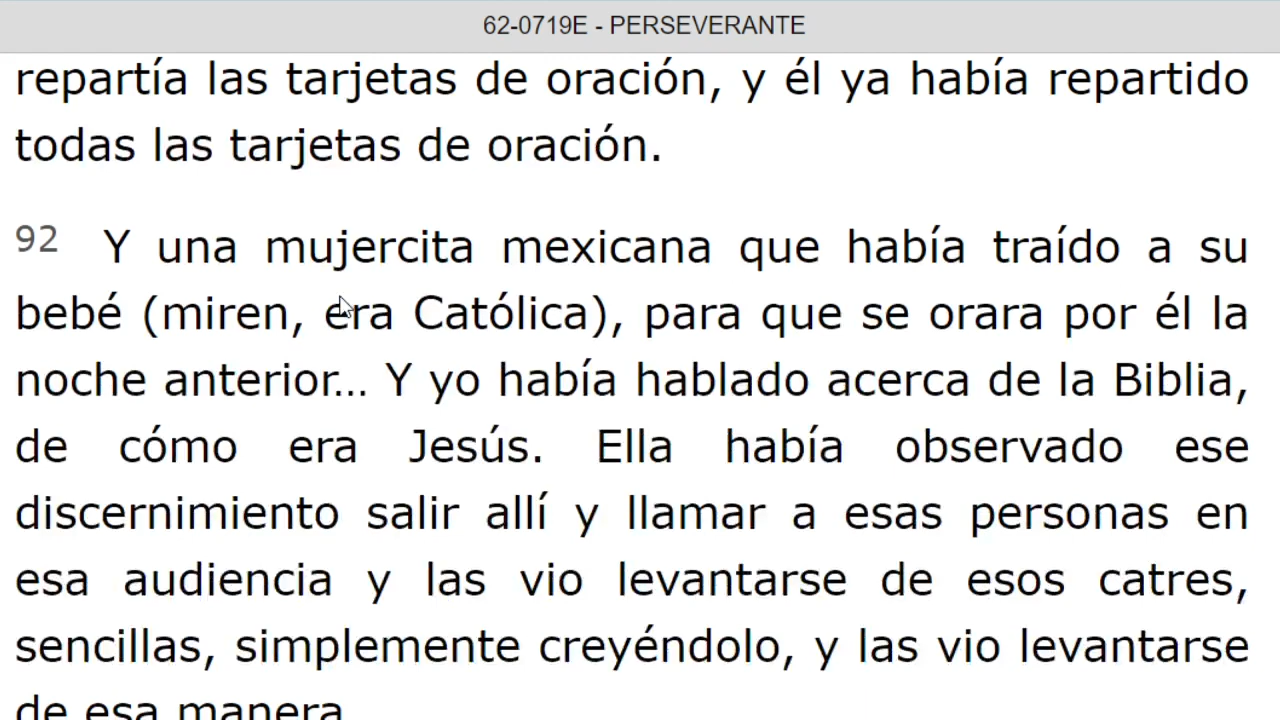 62-0719E - PERSEVERANTE
repartía las tarjetas de oración, y él ya había repartido
todas las tarjetas de oración.
92 Y una mujercita mexicana que había traído a su
bebé (miren, era Católica), para que se orara por él la
noche anterior... Y yo había hablado acerca de la Biblia,
de cómo era Jesús. Ella había observado ese
discernimiento salir allí y llamar a esas personas en
esa audiencia y las vio levantarse de esos catres,
sencillas, simplemente creyéndolo, y las vio levantarse
de esa manera